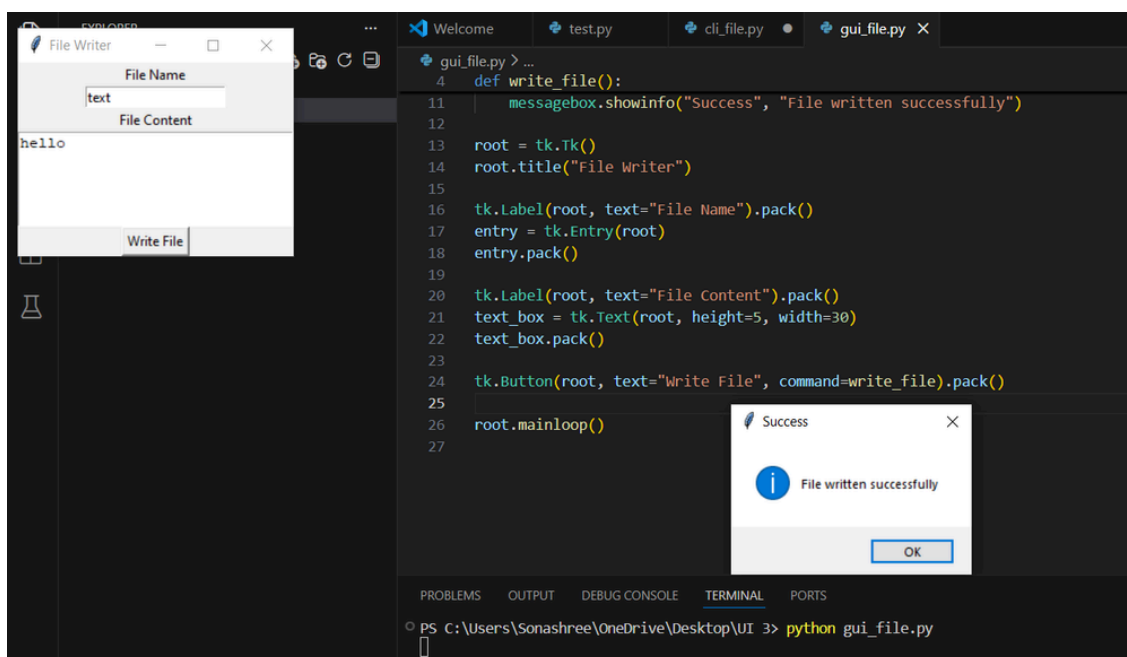 File Writer
File Name
text
File Content
hello
Write File
EXPLORER
Welcome
test.py
cli_file.py
gui_file.py
gui_file.py > ...
4 def write_file():
11 messagebox.showinfo("Success", "File written successfully")
12
13 root = tk.Tk()
14 root.title("File Writer")
15
16 tk.Label(root, text="File Name").pack()
17 entry = tk.Entry(root)
18 entry.pack()
19
20 tk.Label(root, text="File Content").pack()
21 text_box = tk.Text(root, height=5, width=30)
22 text_box.pack()
23
24 tk.Button(root, text="Write File", command=write_file).pack()
25
26 root.mainloop()
27
Success
File written successfully
OK
PROBLEMS OUTPUT DEBUG CONSOLE TERMINAL PORTS
PS C:\Users\Sonashree\OneDrive\Desktop\UI 3> python gui_file.py